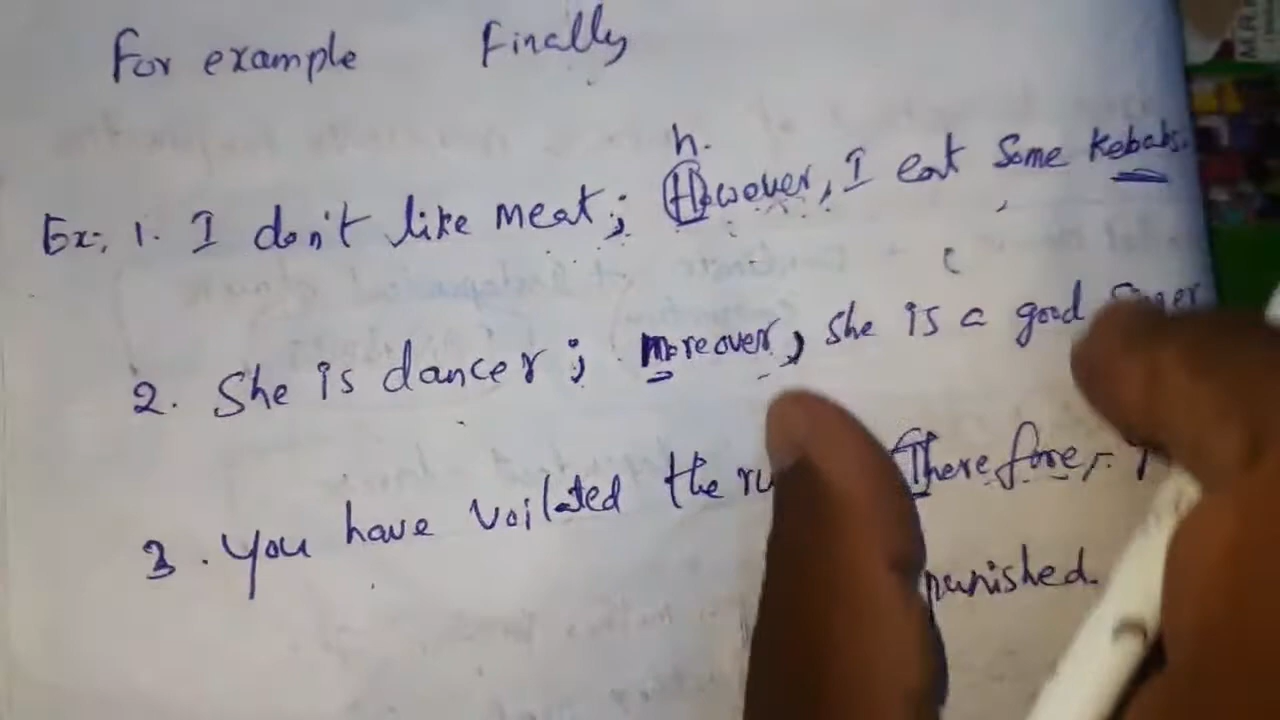 For example Finally
h.
Ex:, 1. I don't like meat; However, I eat Some kebabs.
2. She is dancer; moreover, she is a good
3. You have voilated the Therefore,
punished.